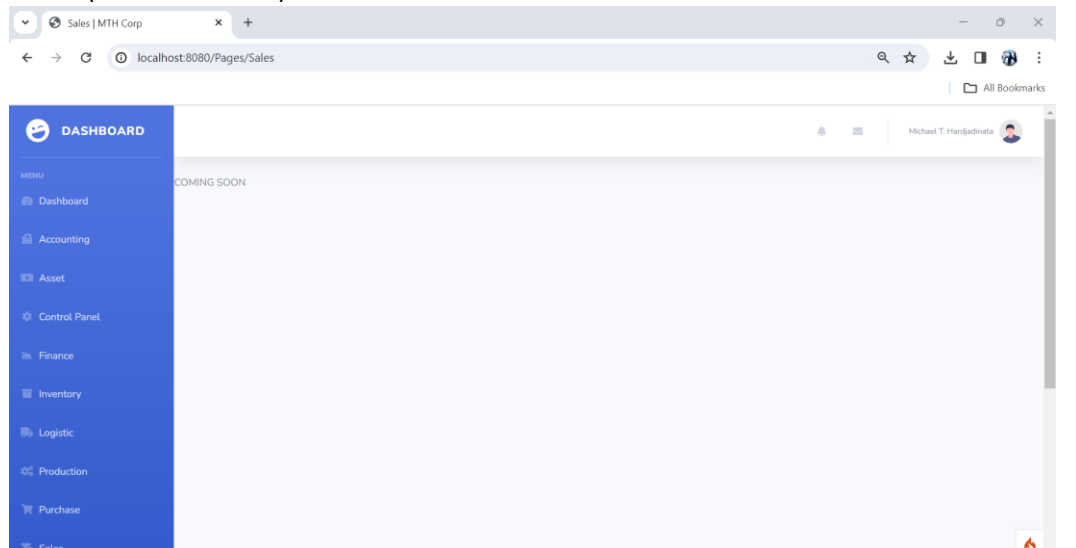 Sales | MTH Corp
localhost:8080/Pages/Sales
All Bookmarks
DASHBOARD
Michael T. Hardjadinata
MENU
COMING SOON
Dashboard
Accounting
Asset
Control Panel
Finance
Inventory
Logistic
Production
Purchase
Sales